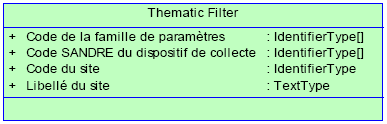 Thematic Filter
+ Code de la famille de paramètres : IdentifierType[]
+ Code SANDRE du dispositif de collecte : IdentifierType[]
+ Code du site : IdentifierType
+ Libellé du site : TextType